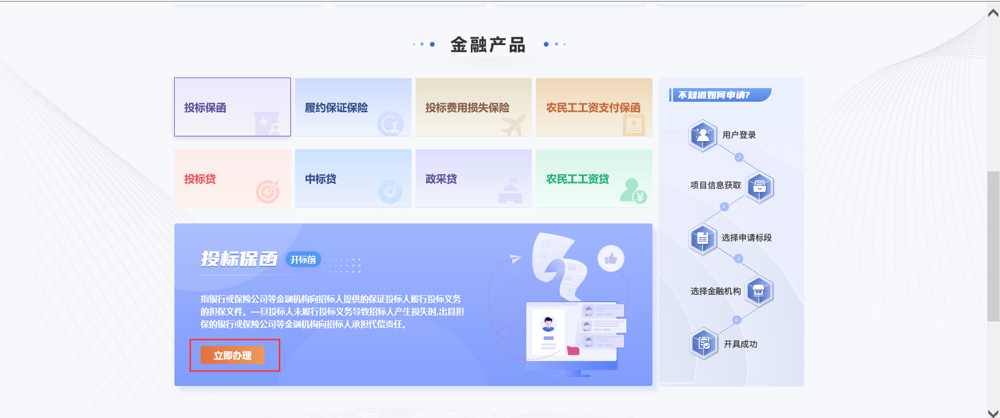 金融产品
投标保函
履约保证保险
投标费用损失保险
农民工工资支付保函
投标贷
中标贷
政采贷
农民工工资贷
投标保函
开标前
指银行或保险公司等金融机构向招标人提供的保证投标人履行投标义务
的担保文件。一旦投标人未履行投标义务导致招标人产生损失时,出具担
保的银行或保险公司等金融机构向招标人承担代偿责任。
立即办理
不知道如何申请?
用户登录
项目信息获取
选择申请标段
选择金融机构
开具成功